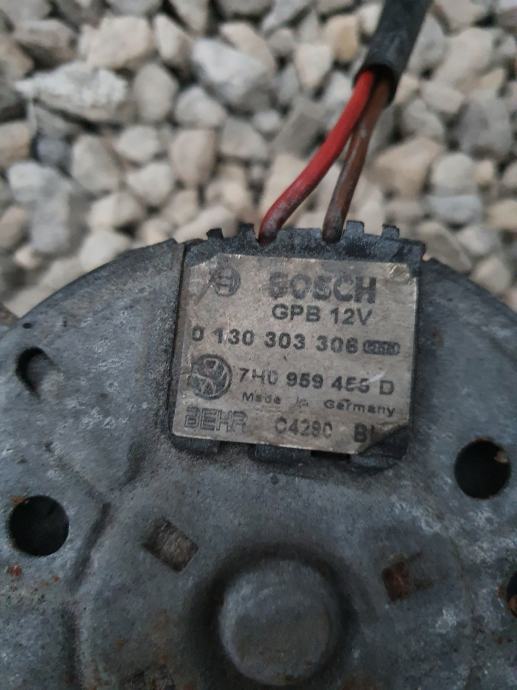 BOSCH
GPB 12V
0 130 303 306
7H0 959 455 D
Made in Germany
BEHR C4290